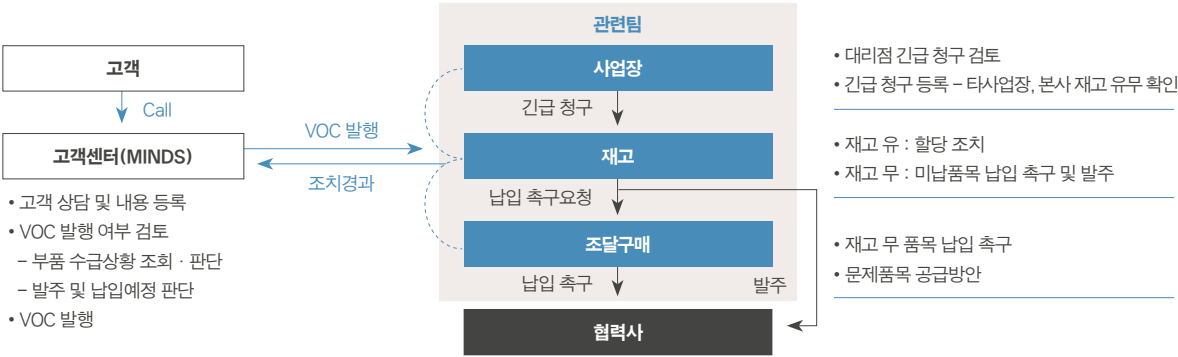 고객
Call
고객센터(MINDS)
• 고객 상담 및 내용 등록
• VOC 발행 여부 검토
– 부품 수급상황 조회 · 판단
– 발주 및 납입예정 판단
• VOC 발행
VOC 발행
조치경과
관련팀
사업장
긴급 청구
재고
납입 촉구요청
조달구매
납입 촉구
발주
협력사
• 대리점 긴급 청구 검토
• 긴급 청구 등록 – 타사업장, 본사 재고 유무 확인
• 재고 유 : 할당 조치
• 재고 무 : 미납품목 납입 촉구 및 발주
• 재고 무 품목 납입 촉구
• 문제품목 공급방안